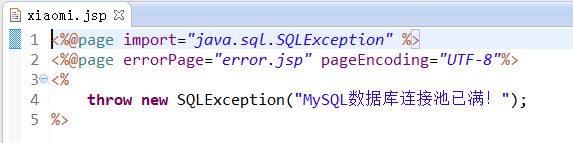 xiaomi.jsp
1 <%@page import="java.sql.SQLException" %>
2 <%@page errorPage="error.jsp" pageEncoding="UTF-8"%>
3 <%
4 throw new SQLException("MySQL数据库连接池已满！");
5 %>